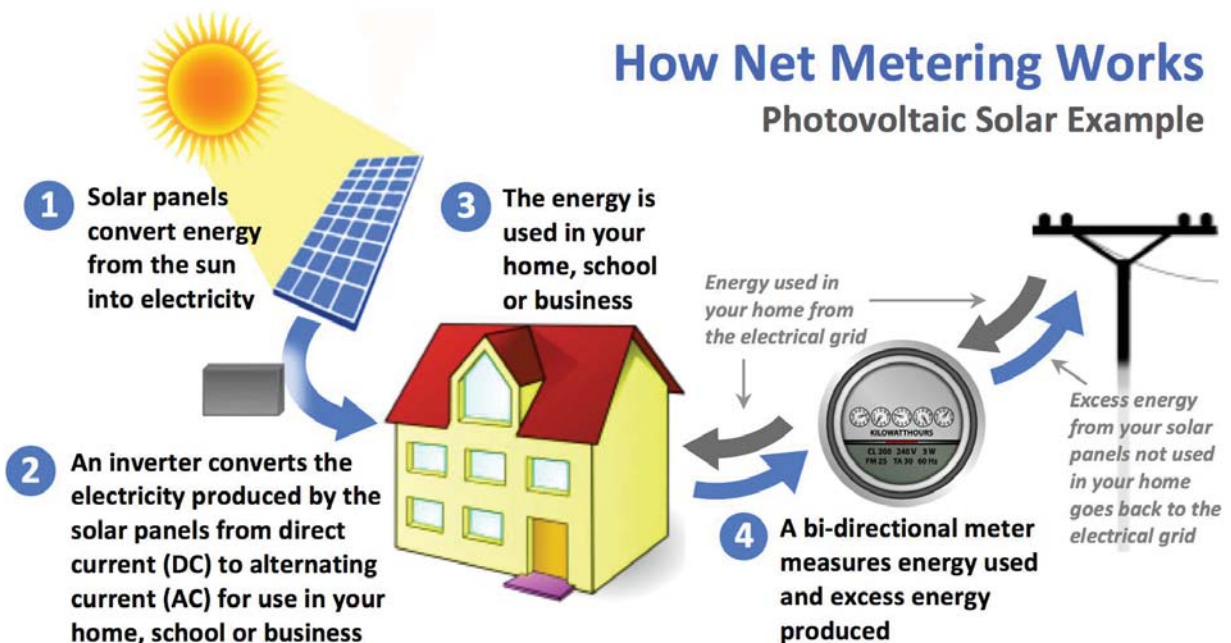 How Net Metering Works
Photovoltaic Solar Example
1
Solar panels
convert energy
from the sun
into electricity
2
An inverter converts the
electricity produced by the
solar panels from direct
current (DC) to alternating
current (AC) for use in your
home, school or business
3
The energy is
used in your
home, school
or business
Energy used in
your home from
the electrical grid
KILOWATTHOURS
CL 200 240 V 3 W
FM 25 TA 30 60 Hz
4
A bi-directional meter
measures energy used
and excess energy
produced
Excess energy
from your solar
panels not used
in your home
goes back to the
electrical grid